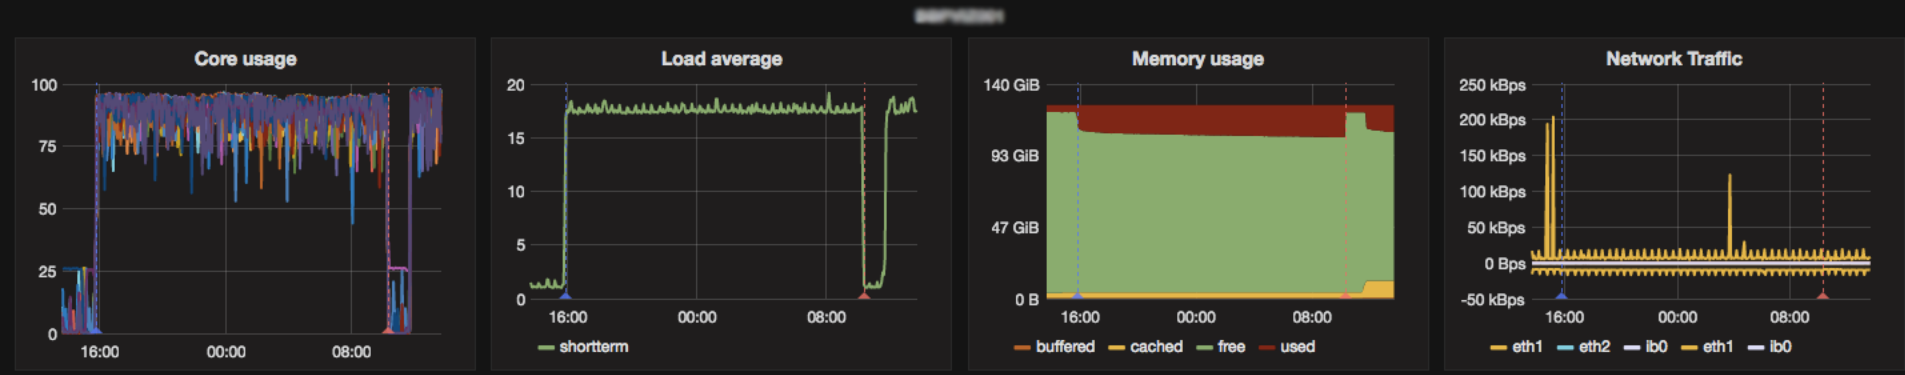 Core usage
100
75
50
25
0
16:00 00:00 08:00
Load average
20
15
10
5
0
16:00 00:00 08:00
shortterm
Memory usage
140 GiB
93 GiB
47 GiB
0 B
16:00 00:00 08:00
buffered cached free used
Network Traffic
250 kBps
200 kBps
150 kBps
100 kBps
50 kBps
0 Bps
-50 kBps
16:00 00:00 08:00
eth1 eth2 ib0 eth1 ib0